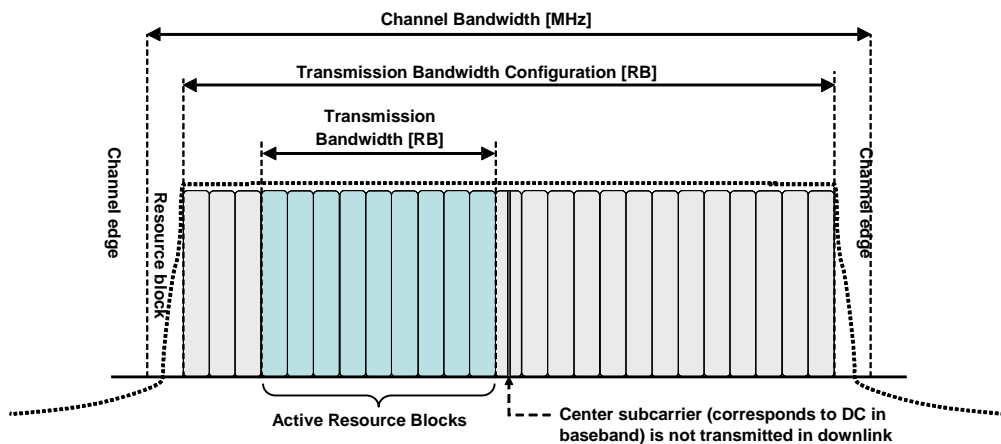 Channel Bandwidth [MHz]
Transmission Bandwidth Configuration [RB]
Transmission
Bandwidth [RB]
Channel edge
Resource block
Channel edge
Active Resource Blocks
Center subcarrier (corresponds to DC in
baseband) is not transmitted in downlink